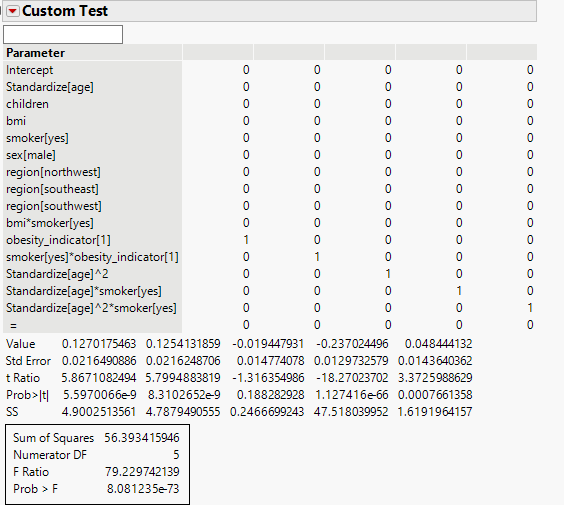 Custom Test
Parameter
Intercept 0 0 0 0 0
Standardize[age] 0 0 0 0 0
children 0 0 0 0 0
bmi 0 0 0 0 0
smoker[yes] 0 0 0 0 0
sex[male] 0 0 0 0 0
region[northwest] 0 0 0 0 0
region[southeast] 0 0 0 0 0
region[southwest] 0 0 0 0 0
bmi*smoker[yes] 0 0 0 0 0
obesity_indicator[1] 1 0 0 0 0
smoker[yes]*obesity_indicator[1] 0 1 0 0 0
Standardize[age]^2 0 0 1 0 0
Standardize[age]*smoker[yes] 0 0 0 1 0
Standardize[age]^2*smoker[yes] 0 0 0 0 1
= 0 0 0 0 0
Value 0.1270175463 0.1254131859 -0.019447931 -0.237024496 0.048444132
Std Error 0.0216490886 0.0216248706 0.014774078 0.0129732579 0.0143640362
t Ratio 5.8671082494 5.7994883819 -1.316354986 -18.27023702 3.3725988629
Prob>|t| 5.5970066e-9 8.3102652e-9 0.188282928 1.127416e-66 0.0007661358
SS 4.9002513561 4.7879490555 0.2466699243 47.518039952 1.6191964157
Sum of Squares 56.393415946
Numerator DF 5
F Ratio 79.229742139
Prob > F 8.081235e-73